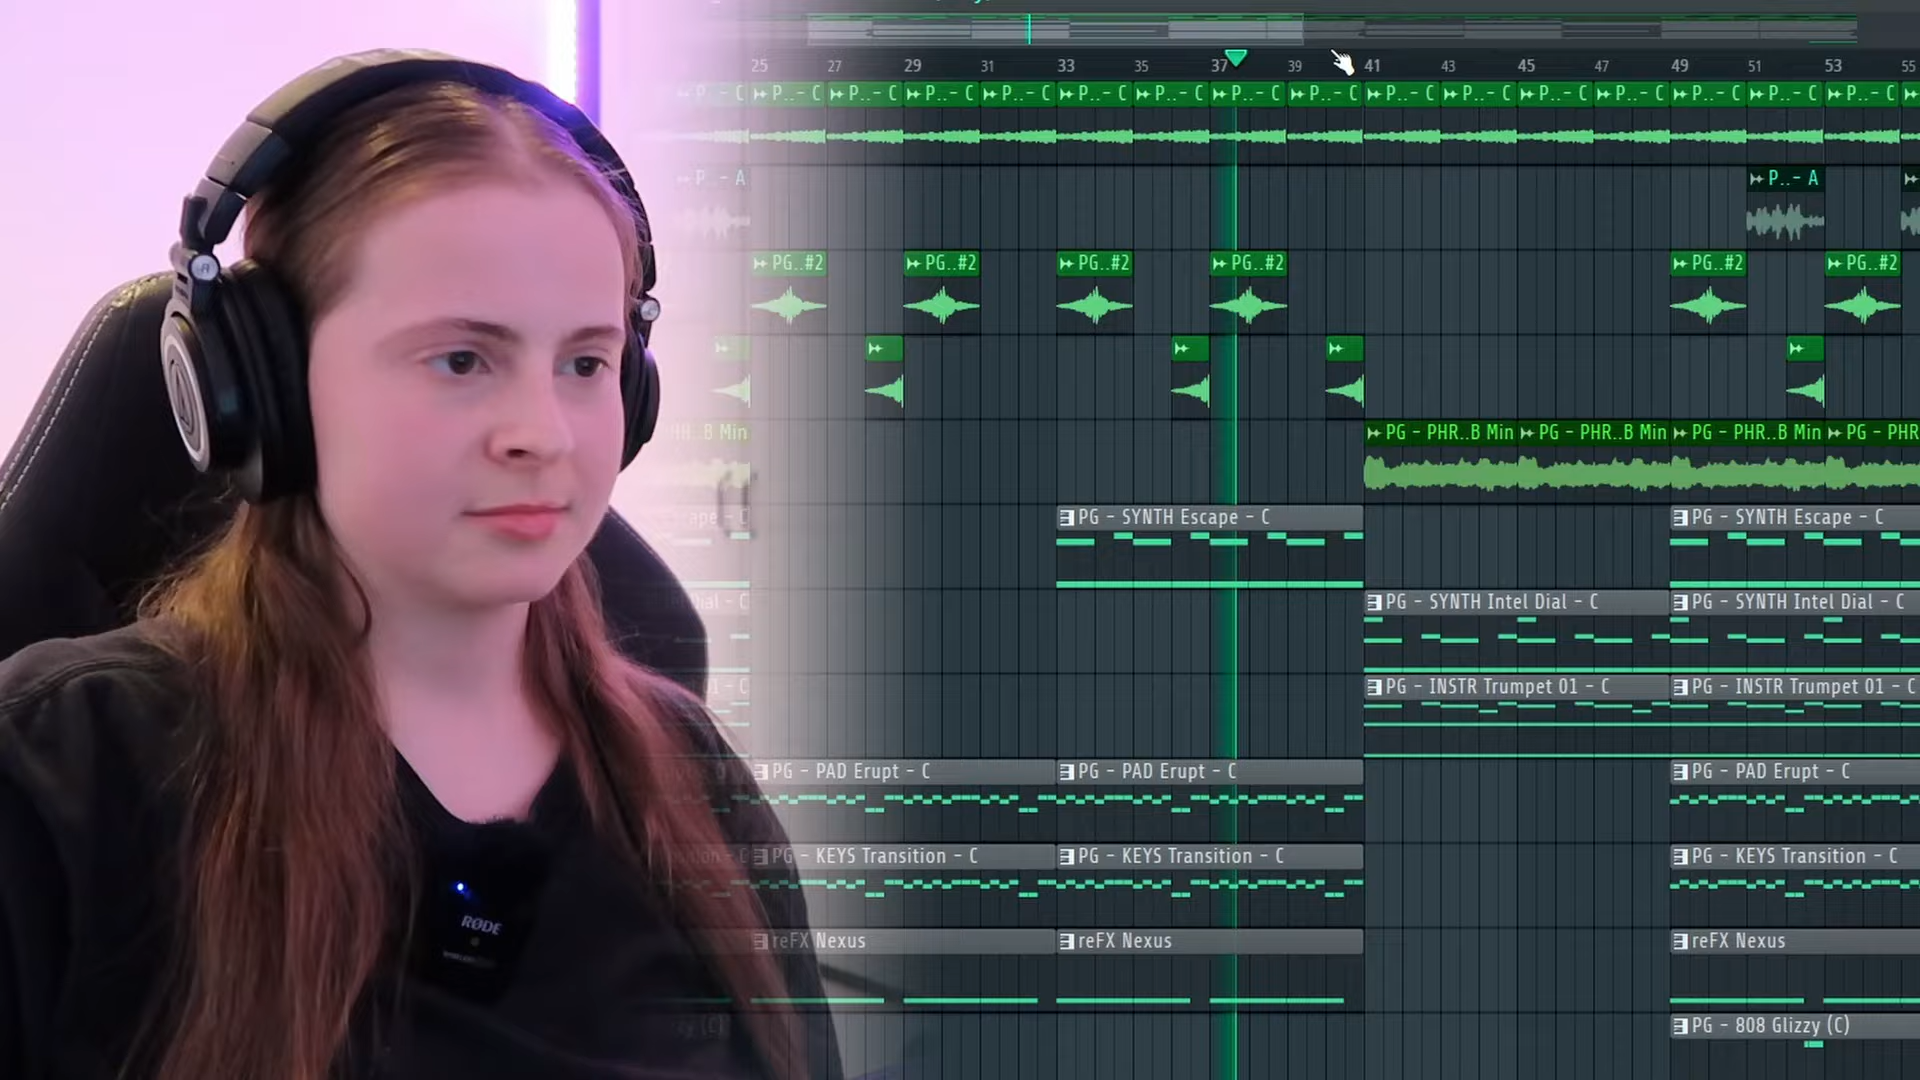 25 27 29 31 33 35 37 39 41 43 45 47 49 51 53 55
P..- C P..- C P..- C P..- C P..- C P..- C P..- C P..- C P..- C P..- C P..- C P..- C P..- C P..- C P..- C P..- C
P..- A P..- A
PG..#2 PG..#2 PG..#2 PG..#2 PG..#2 PG..#2
B Min PG - PHR..B Min PG - PHR..B Min PG - PHR..B Min PG - PHR
PG - SYNTH Escape - C PG - SYNTH Escape - C
Dial - C PG - SYNTH Intel Dial - C PG - SYNTH Intel Dial - C
PG - INSTR Trumpet 01 - C PG - INSTR Trumpet 01 - C
PG - PAD Erupt - C PG - PAD Erupt - C PG - PAD Erupt - C
PG - KEYS Transition - C PG - KEYS Transition - C PG - KEYS Transition - C
RØDE
reFX Nexus reFX Nexus reFX Nexus
PG - 808 Glizzy (C)